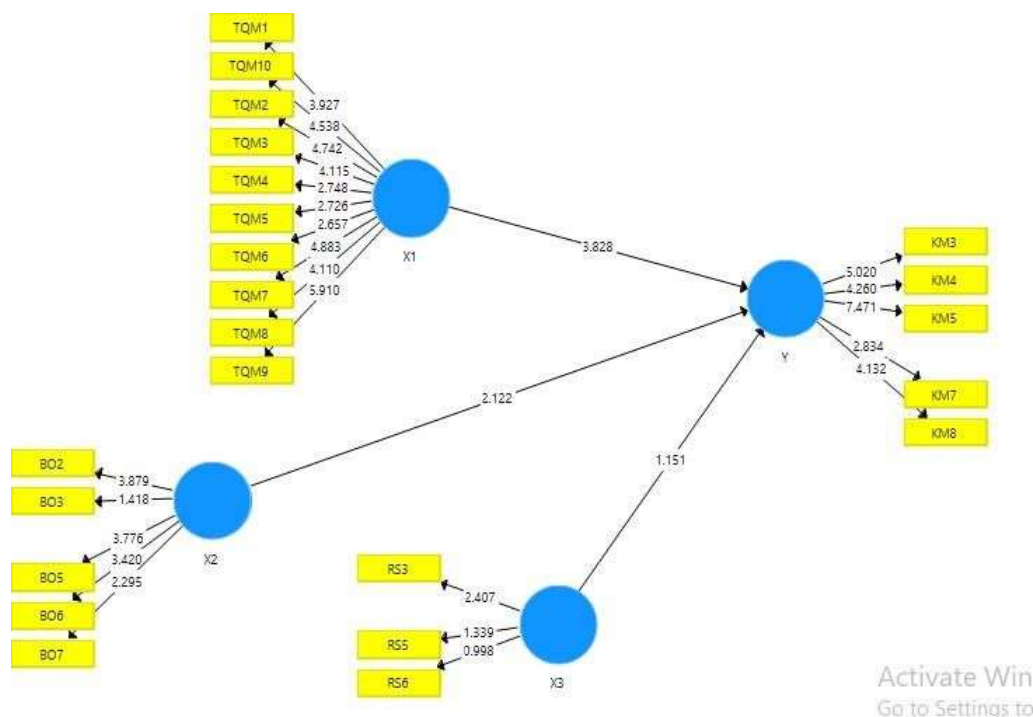 TQM1
TQM10
TQM2
TQM3
TQM4
TQM5
TQM6
TQM7
TQM8
TQM9
3.927
4.538
4.742
4.115
2.748
2.726
2.657
4.883
4.110
5.910
X1
3.828
KM3
KM4
KM5
KM7
KM8
5.020
4.260
7.471
2.834
4.132
Y
2.122
1.151
BO2
BO3
BO5
BO6
BO7
3.879
1.418
3.776
3.420
2.295
X2
RS3
RS5
RS6
2.407
1.339
0.998
X3
Activate Win
Go to Settings to